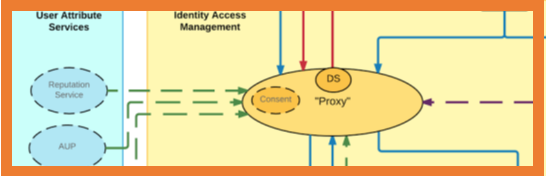 User Attribute
Services
Identity Access
Management
DS
Reputation
Service
Consent
"Proxy"
AUP